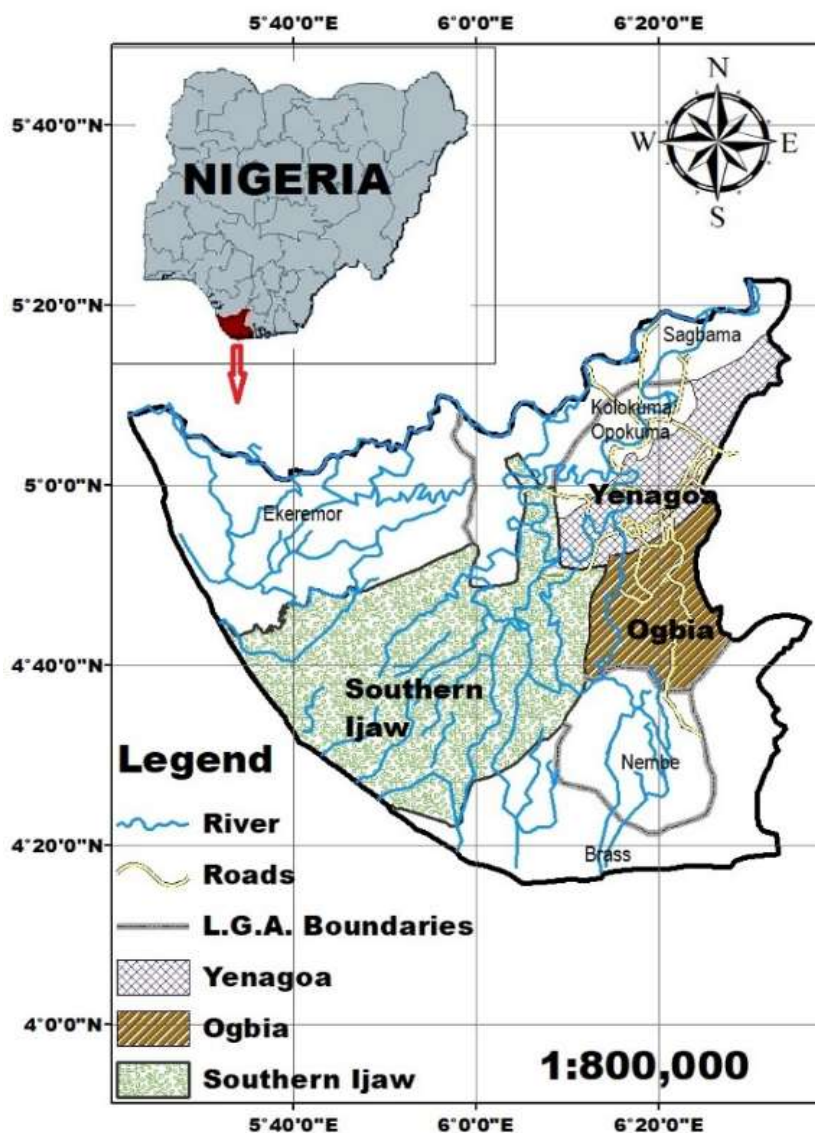 5°40'0"E 6°0'0"E 6°20'0"E
N
W E
S
5°40'0"N
NIGERIA
5°20'0"N
Sagbama
Kolokuma
Opokuma
5°0'0"N
Yenagoa
Ekeremor
Ogbia
4°40'0"N
Southern
Ijaw
Legend
Nembe
River
4°20'0"N
Brass
Roads
L.G.A. Boundaries
Yenagoa
4°0'0"N
Ogbia
Southern Ijaw
1:800,000
5°40'0"E 6°0'0"E 6°20'0"E